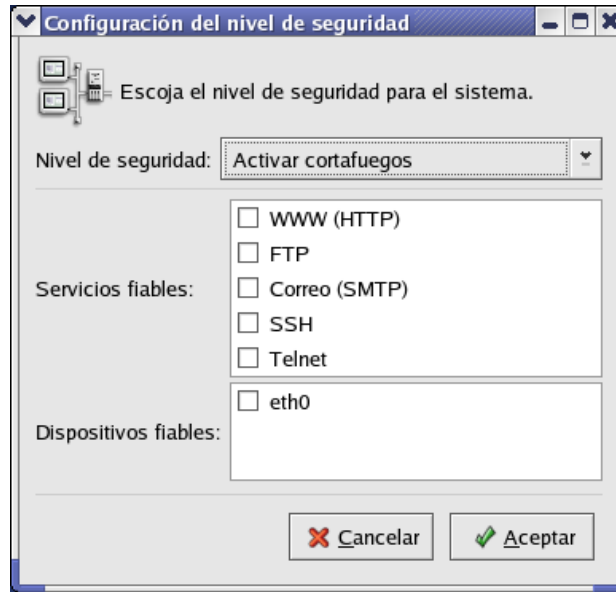 Configuración del nivel de seguridad
Escoja el nivel de seguridad para el sistema.
Nivel de seguridad: Activar cortafuegos
Servicios fiables:
WWW (HTTP)
FTP
Correo (SMTP)
SSH
Telnet
Dispositivos fiables:
eth0
Cancelar
Aceptar